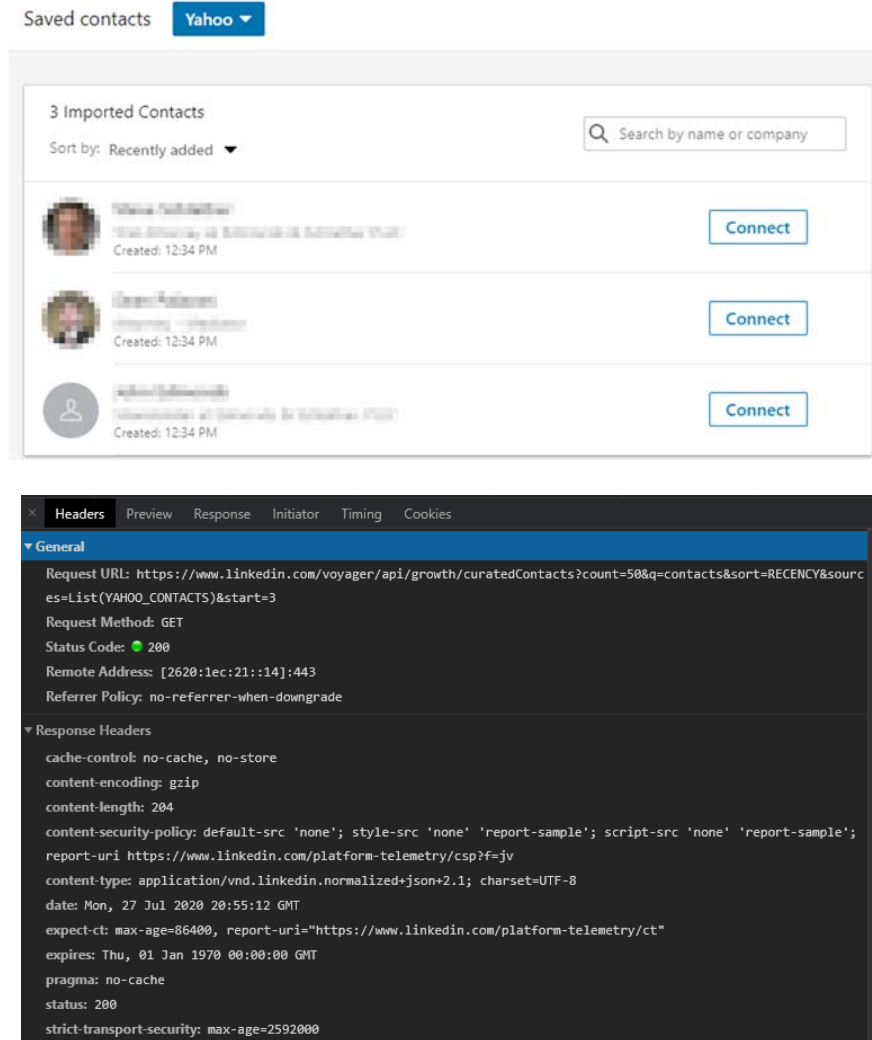 Saved contacts Yahoo
3 Imported Contacts
Sort by: Recently added
Search by name or company
Created: 12:34 PM
Connect
Created: 12:34 PM
Connect
Created: 12:34 PM
Connect
× Headers Preview Response Initiator Timing Cookies
General
Request URL: https://www.linkedin.com/voyager/api/growth/curatedContacts?count=50&q=contacts&sort=RECENCY&sourc
es=List(YAHOO_CONTACTS)&start=3
Request Method: GET
Status Code: 200
Remote Address: [2620:1ec:21::14]:443
Referrer Policy: no-referrer-when-downgrade
Response Headers
cache-control: no-cache, no-store
content-encoding: gzip
content-length: 204
content-security-policy: default-src 'none'; style-src 'none' 'report-sample'; script-src 'none' 'report-sample';
report-uri https://www.linkedin.com/platform-telemetry/csp?f=jv
content-type: application/vnd.linkedin.normalized+json+2.1; charset=UTF-8
date: Mon, 27 Jul 2020 20:55:12 GMT
expect-ct: max-age=86400, report-uri="https://www.linkedin.com/platform-telemetry/ct"
expires: Thu, 01 Jan 1970 00:00:00 GMT
pragma: no-cache
status: 200
strict-transport-security: max-age=2592000